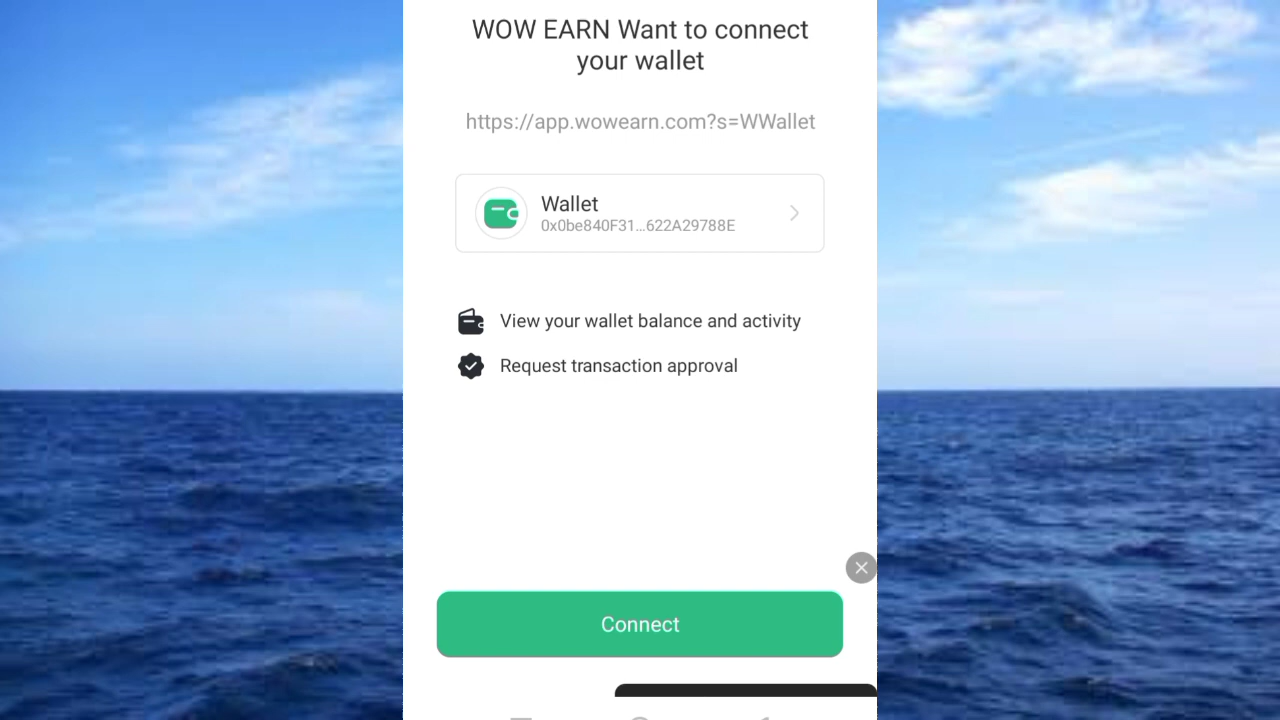 WOW EARN Want to connect
your wallet
https://app.wowearn.com?s=WWallet
Wallet
0x0be840F31...622A29788E
View your wallet balance and activity
Request transaction approval
Connect